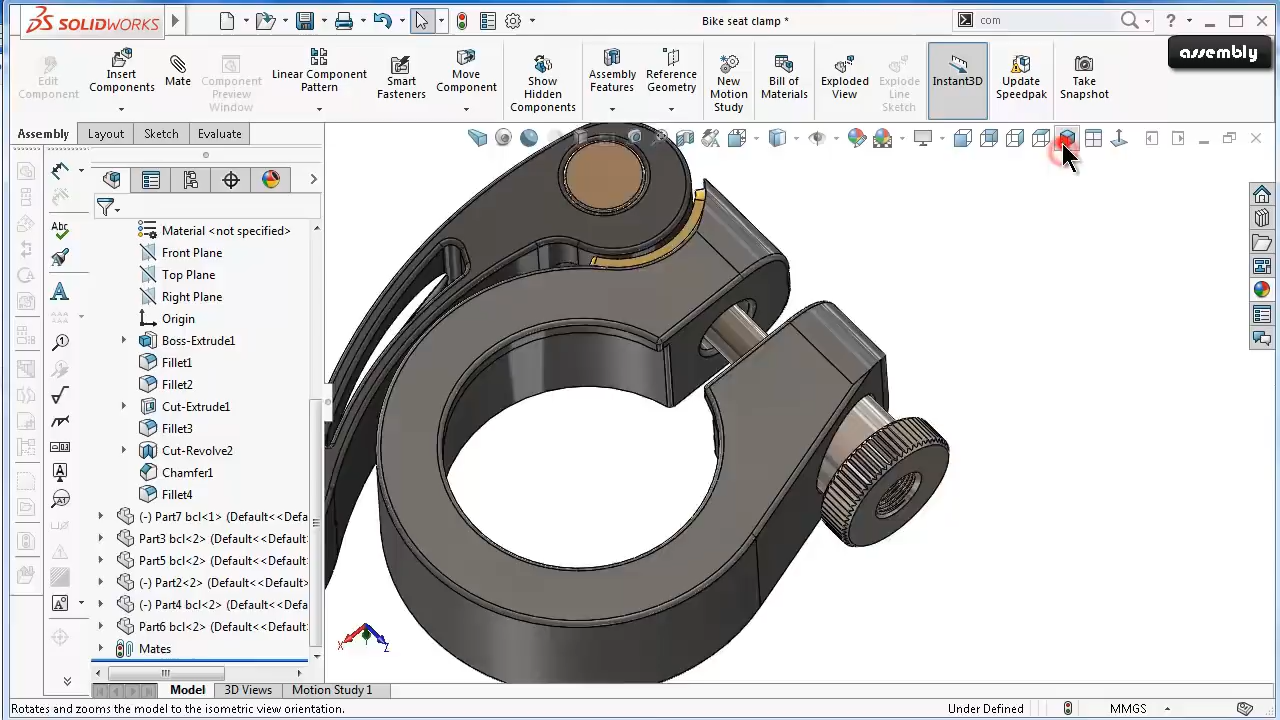 SOLIDWORKS
Bike seat clamp *
com
assembly
Edit Component
Insert Components
Mate
Component Preview Window
Linear Component Pattern
Smart Fasteners
Move Component
Show Hidden Components
Assembly Features
Reference Geometry
New Motion Study
Bill of Materials
Exploded View
Explode Line Sketch
Instant3D
Update Speedpak
Take Snapshot
Assembly
Layout
Sketch
Evaluate
Material <not specified>
Front Plane
Top Plane
Right Plane
Origin
Boss-Extrude1
Fillet1
Fillet2
Cut-Extrude1
Fillet3
Cut-Revolve2
Chamfer1
Fillet4
(-) Part7 bcl<1> (Default<<Defa
Part3 bcl<2> (Default<<Default
Part5 bcl<2> (Default<<Default
(-) Part2<2> (Default<<Default
(-) Part4 bcl<2> (Default<<Defa
Part6 bcl<2> (Default<<Default
Mates
Abc
A
X
Z
Model
3D Views
Motion Study 1
Rotates and zooms the model to the isometric view orientation.
Under Defined
MMGS